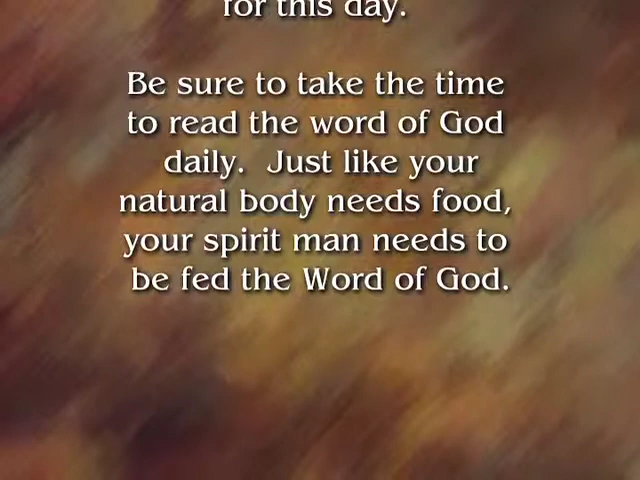 for this day.
Be sure to take the time
to read the word of God
daily. Just like your
natural body needs food,
your spirit man needs to
be fed the Word of God.